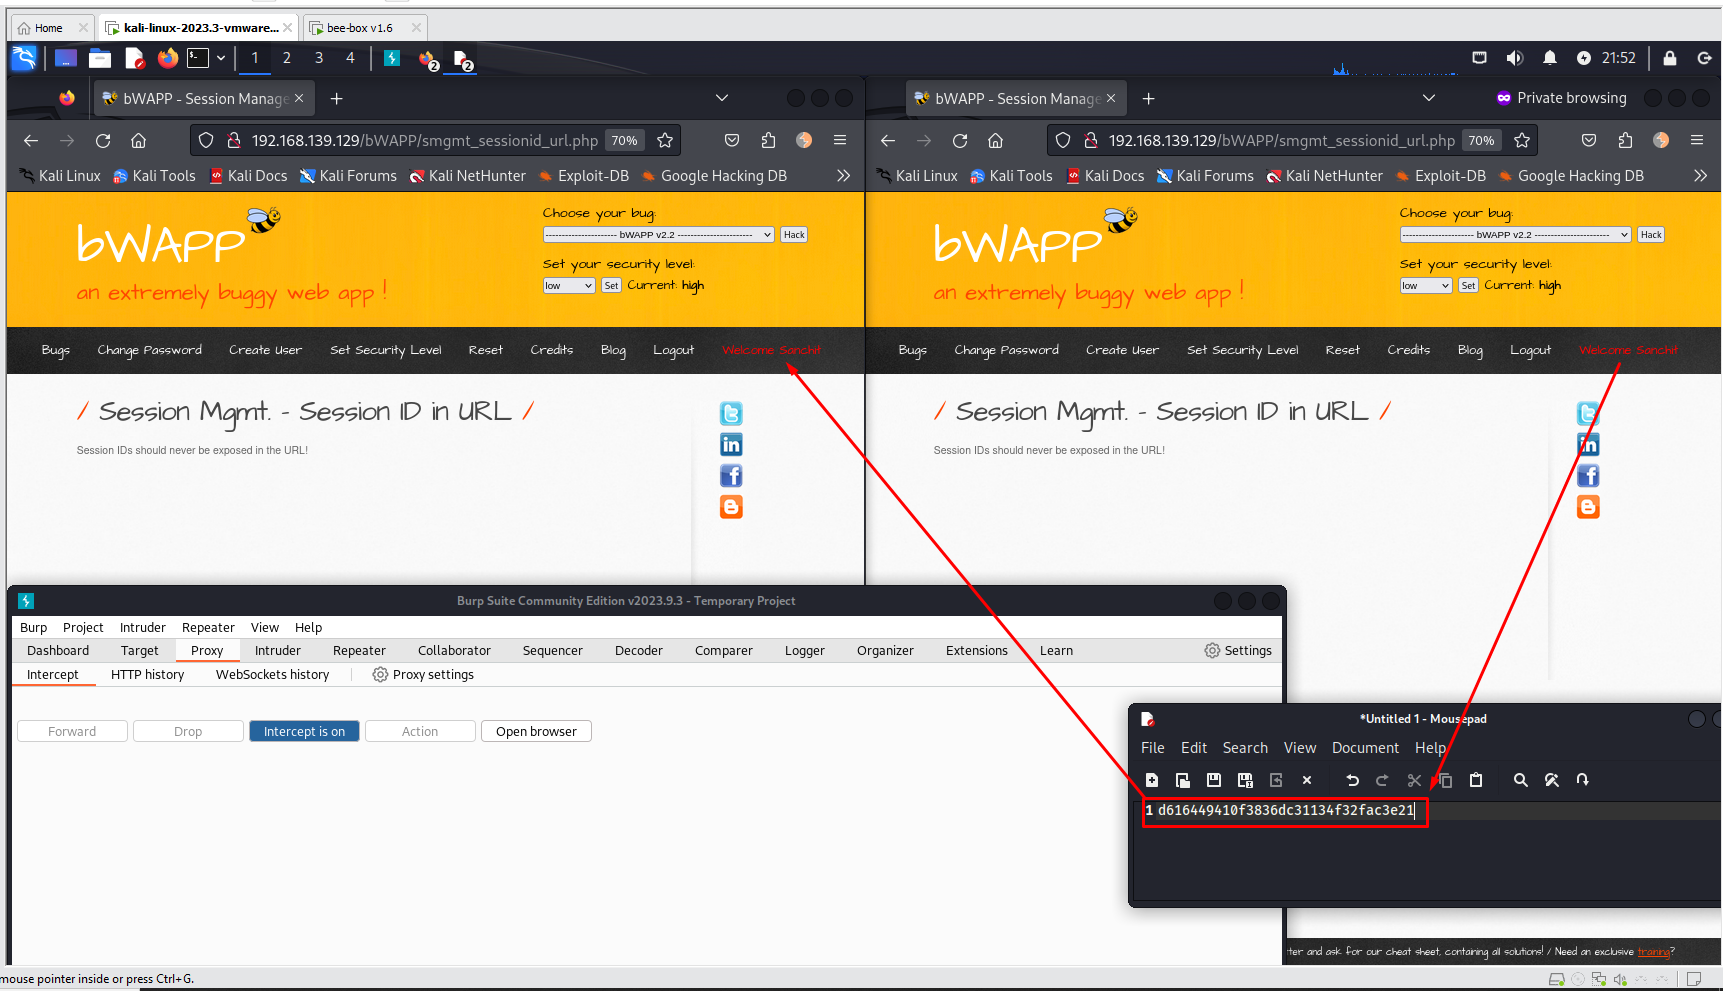 Home
kali-linux-2023.3-vmware...
bee-box v1.6
1 2 3 4
2
2
21:52
bWAPP - Session Manage
192.168.139.129/bWAPP/smgmt_sessionid_url.php 70%
Kali Linux Kali Tools Kali Docs Kali Forums Kali NetHunter Exploit-DB Google Hacking DB
bWAPP
an extremely buggy web app !
Choose your bug:
---------------------- bWAPP v2.2 ----------------------- Hack
Set your security level:
low Set Current: high
Bugs Change Password Create User Set Security Level Reset Credits Blog Logout Welcome Sanchit
/ Session Mgmt. - Session ID in URL /
Session IDs should never be exposed in the URL!
bWAPP - Session Manage
Private browsing
192.168.139.129/bWAPP/smgmt_sessionid_url.php 70%
Kali Linux Kali Tools Kali Docs Kali Forums Kali NetHunter Exploit-DB Google Hacking DB
bWAPP
an extremely buggy web app !
Choose your bug:
---------------------- bWAPP v2.2 ----------------------- Hack
Set your security level:
low Set Current: high
Bugs Change Password Create User Set Security Level Reset Credits Blog Logout Welcome Sanchit
/ Session Mgmt. - Session ID in URL /
Session IDs should never be exposed in the URL!
Burp Suite Community Edition v2023.9.3 - Temporary Project
Burp Project Intruder Repeater View Help
Dashboard Target Proxy Intruder Repeater Collaborator Sequencer Decoder Comparer Logger Organizer Extensions Learn Settings
Intercept HTTP history WebSockets history Proxy settings
Forward Drop Intercept is on Action Open browser
*Untitled 1 - Mousepad
File Edit Search View Document Help
1 d616449410f3836dc31134f32fac3e21
tter and ask for our cheat sheet, containing all solutions! / Need an exclusive training?
mouse pointer inside or press Ctrl+G.